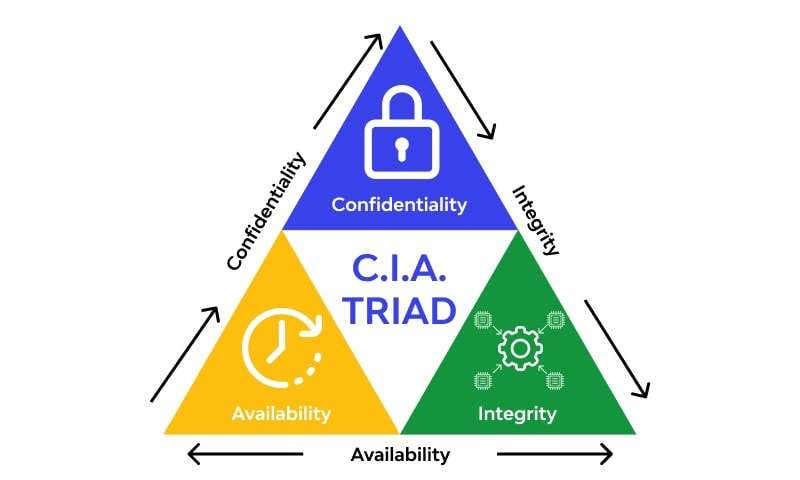 Confidentiality
Confidentiality
Integrity
C.I.A.
TRIAD
Availability
Integrity
Availability